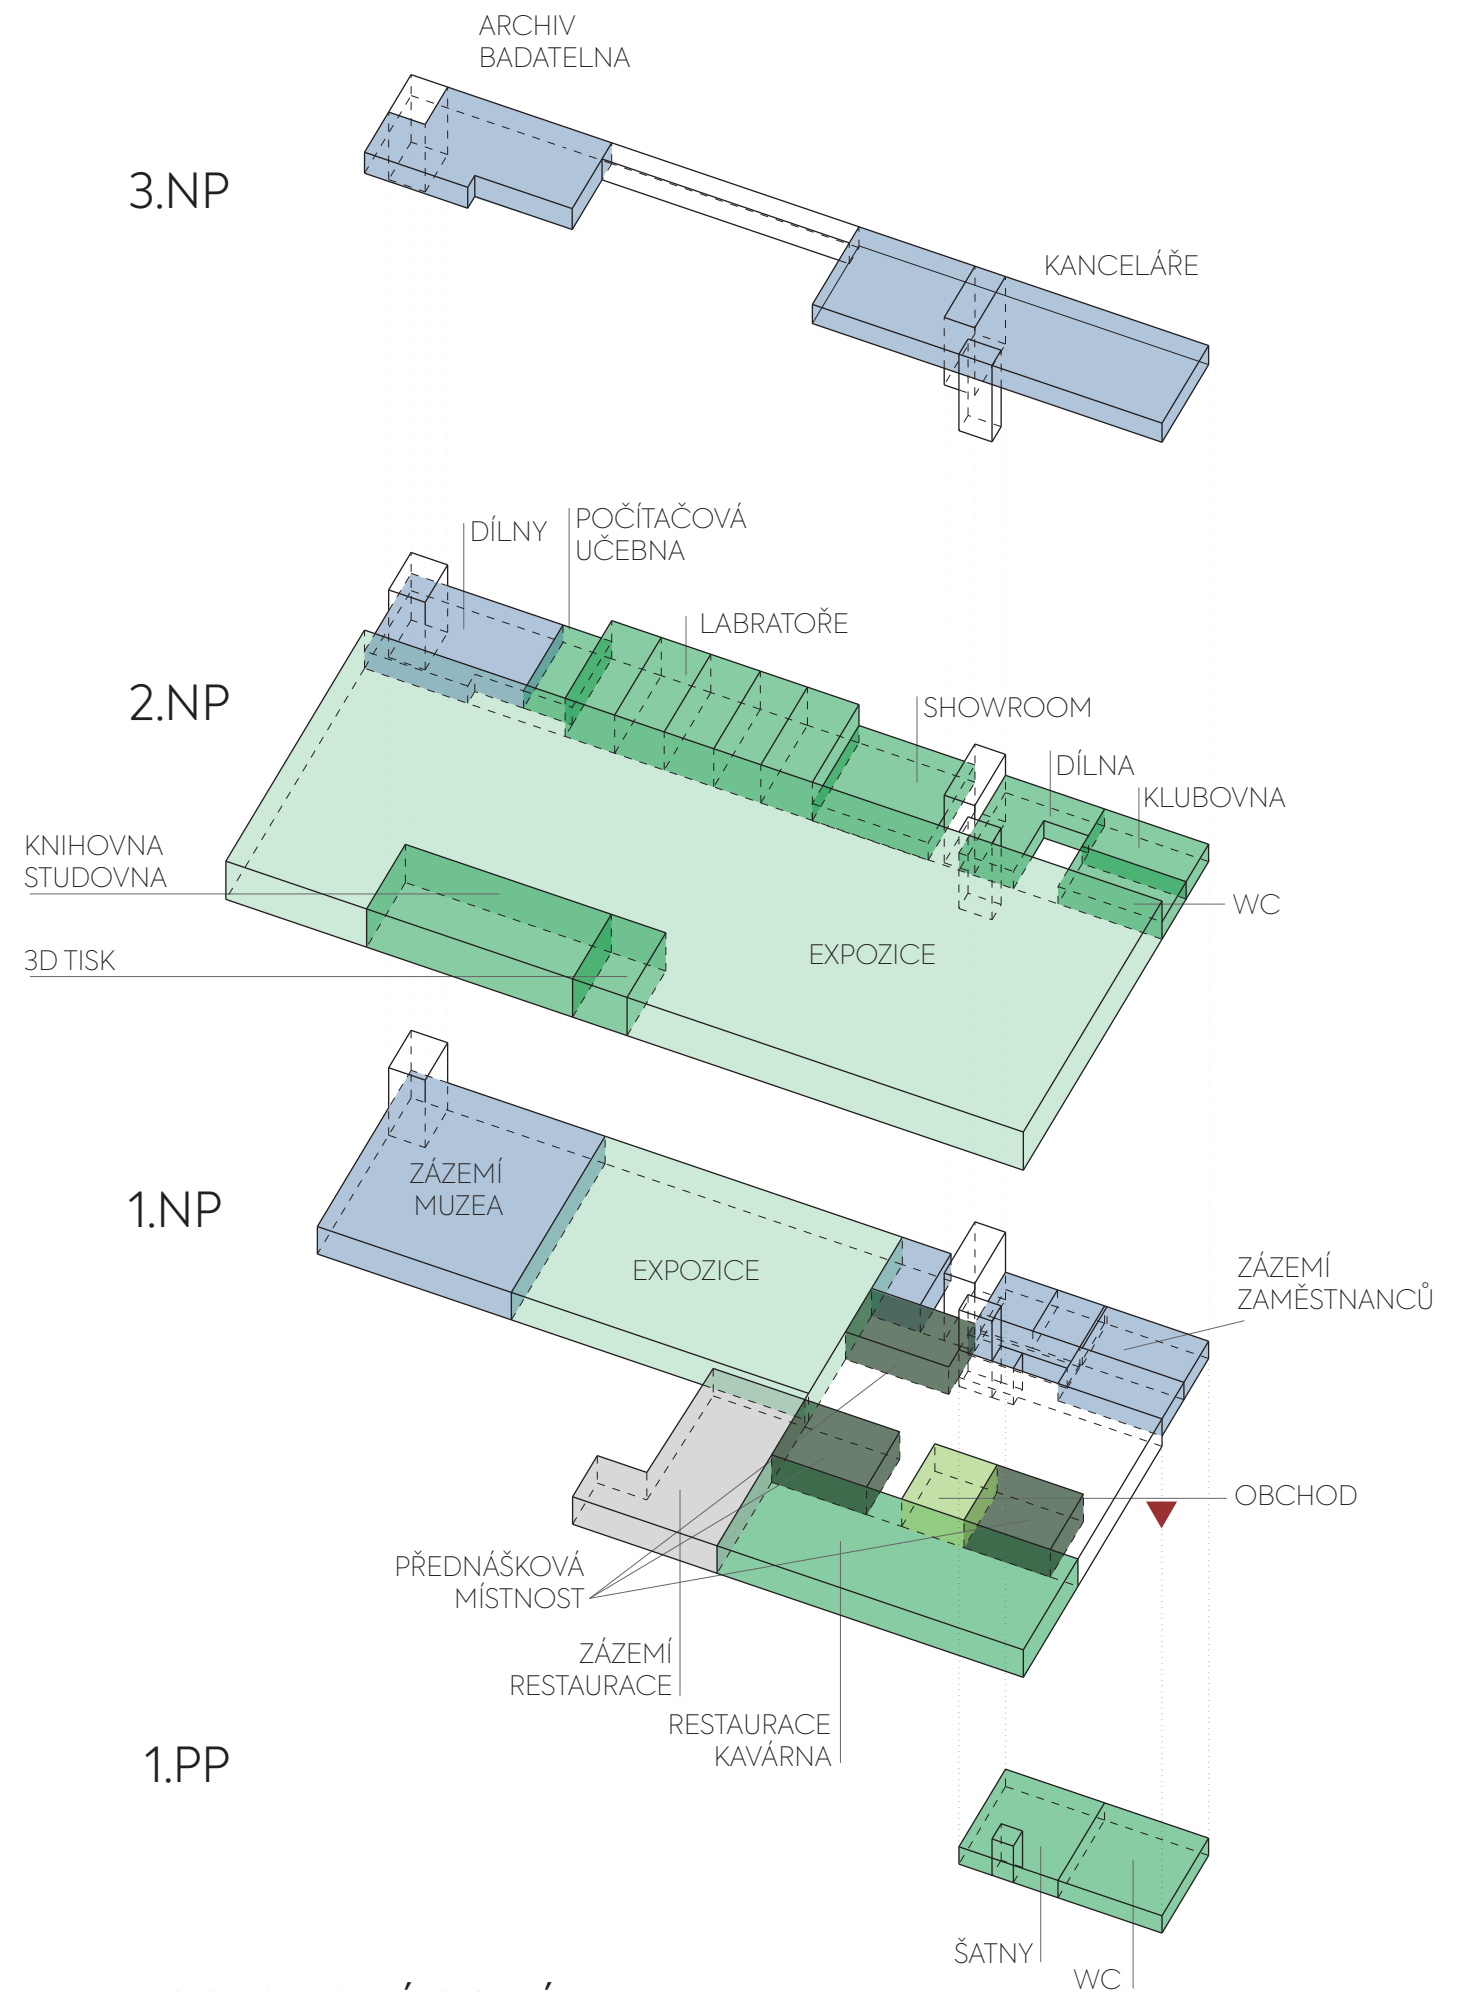 ARCHIV
BADATELNA
3.NP
KANCELÁŘE
DÍLNY
POČÍTAČOVÁ
UČEBNA
LABRATOŘE
2.NP
SHOWROOM
DÍLNA
KLUBOVNA
KNIHOVNA
STUDOVNA
WC
3D TISK
EXPOZICE
ZÁZEMÍ
MUZEA
1.NP
EXPOZICE
ZÁZEMÍ
ZAMĚSTNANCŮ
OBCHOD
PŘEDNÁŠKOVÁ
MÍSTNOST
ZÁZEMÍ
RESTAURACE
RESTAURACE
KAVÁRNA
1.PP
ŠATNY
WC